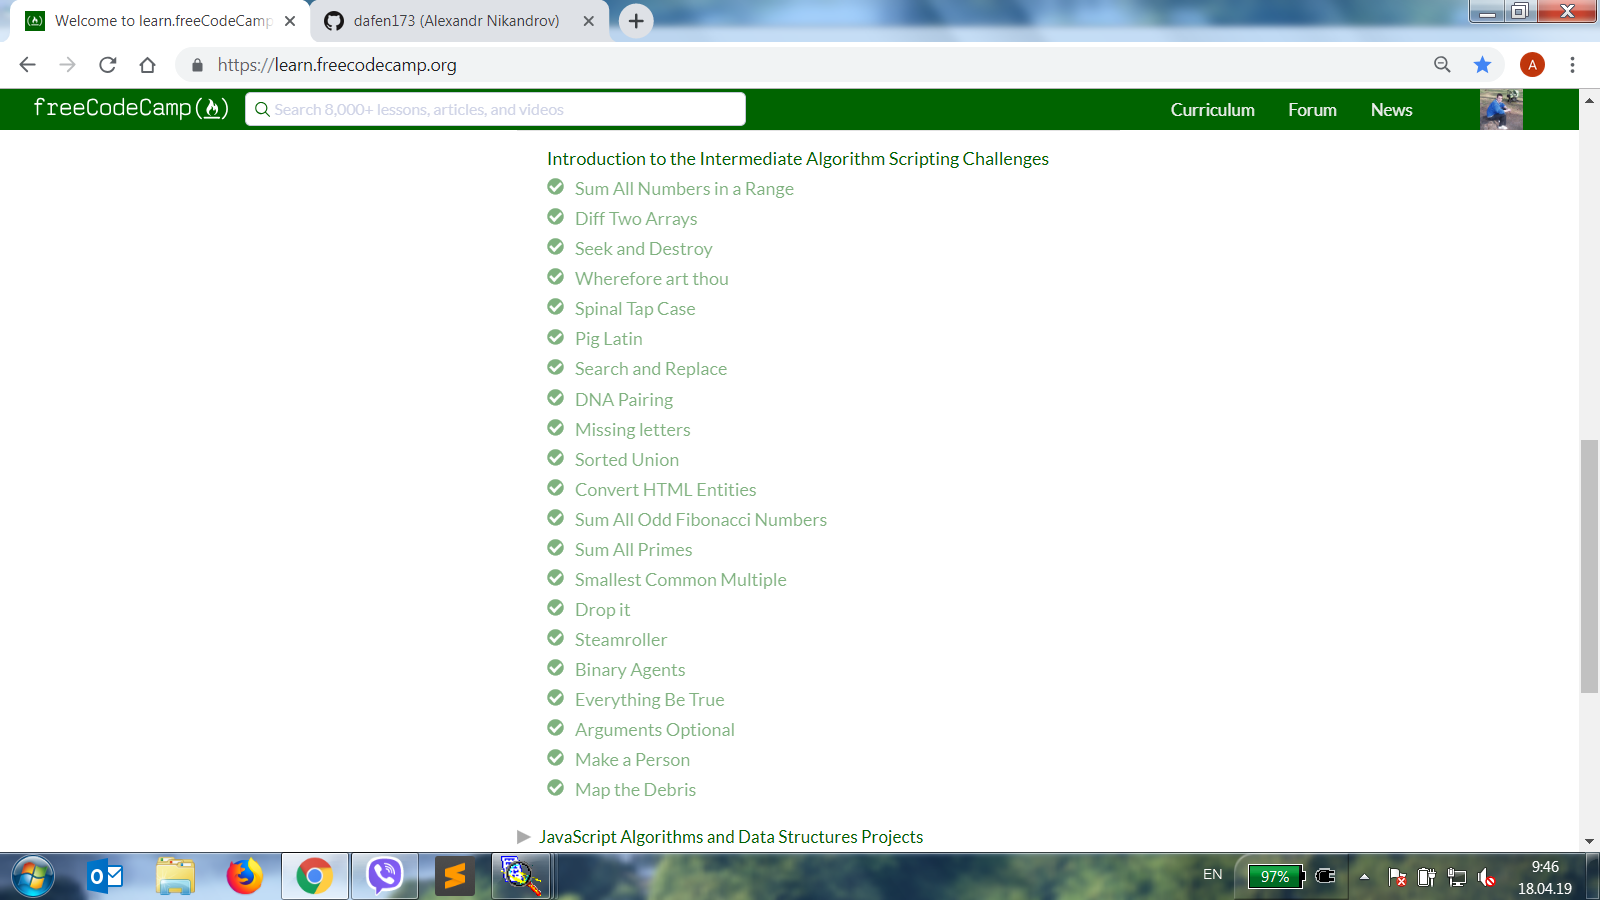 Welcome to learn.freeCodeCamp
dafen173 (Alexandr Nikandrov)
https://learn.freecodecamp.org
A
freeCodeCamp
Search 8,000+ lessons, articles, and videos
Curriculum
Forum
News
Introduction to the Intermediate Algorithm Scripting Challenges
Sum All Numbers in a Range
Diff Two Arrays
Seek and Destroy
Wherefore art thou
Spinal Tap Case
Pig Latin
Search and Replace
DNA Pairing
Missing letters
Sorted Union
Convert HTML Entities
Sum All Odd Fibonacci Numbers
Sum All Primes
Smallest Common Multiple
Drop it
Steamroller
Binary Agents
Everything Be True
Arguments Optional
Make a Person
Map the Debris
JavaScript Algorithms and Data Structures Projects
EN
97%
9:46
18.04.19